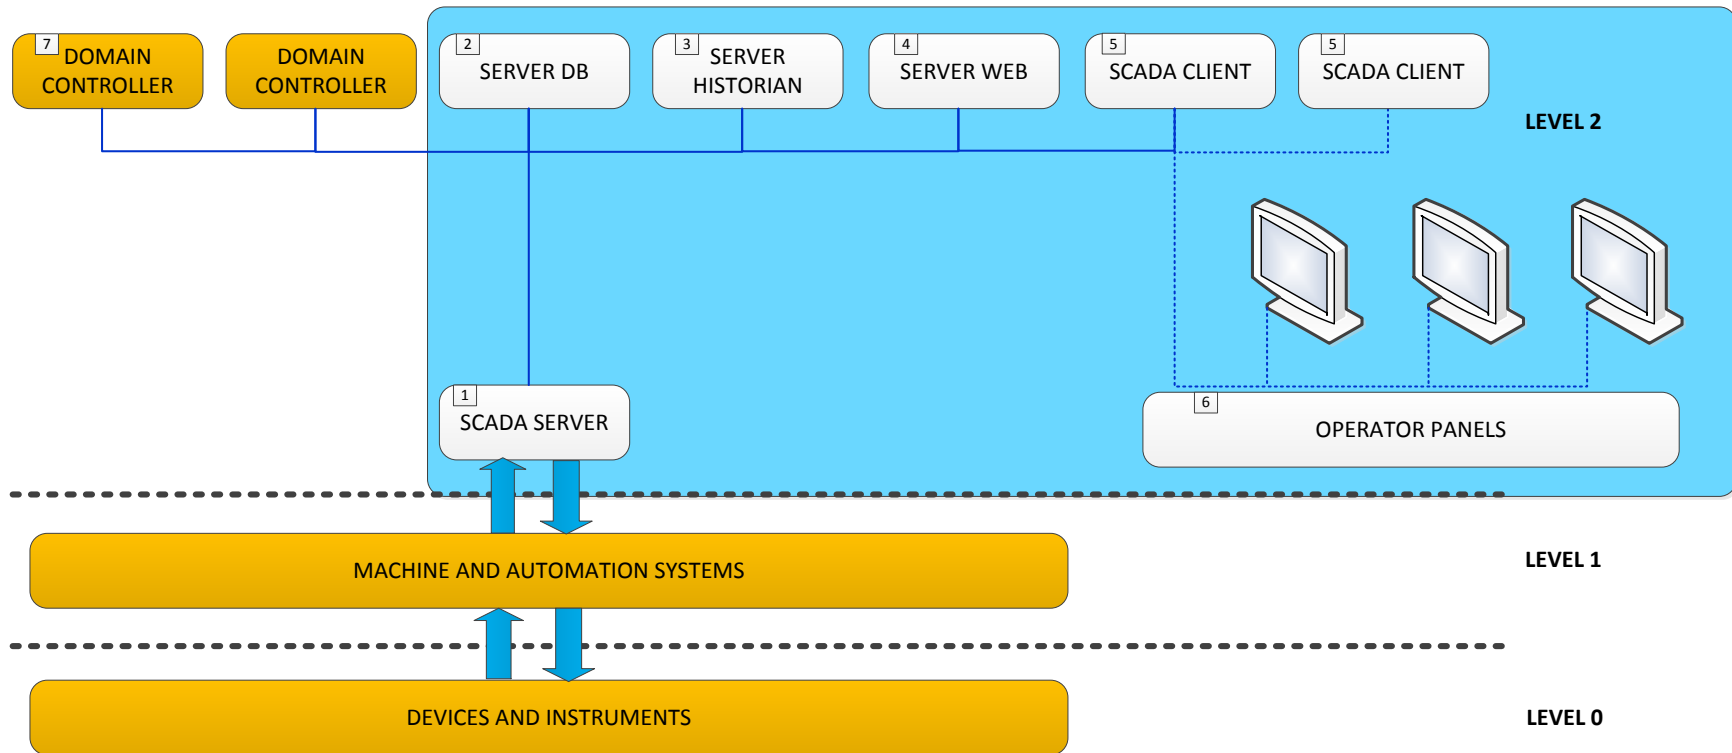 7
DOMAIN
CONTROLLER
DOMAIN
CONTROLLER
2
SERVER DB
3
SERVER
HISTORIAN
4
SERVER WEB
5
SCADA CLIENT
5
SCADA CLIENT
LEVEL 2
1
SCADA SERVER
6
OPERATOR PANELS
MACHINE AND AUTOMATION SYSTEMS
LEVEL 1
DEVICES AND INSTRUMENTS
LEVEL 0